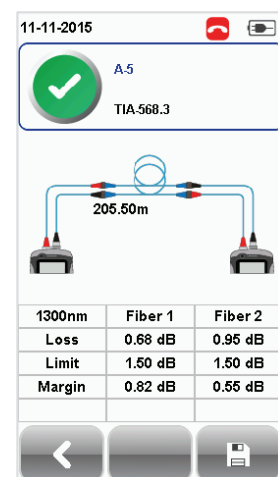 11-11-2015
A-5
TIA-568.3
205.50m
1300nm Fiber 1 Fiber 2
Loss 0.68 dB 0.95 dB
Limit 1.50 dB 1.50 dB
Margin 0.82 dB 0.55 dB